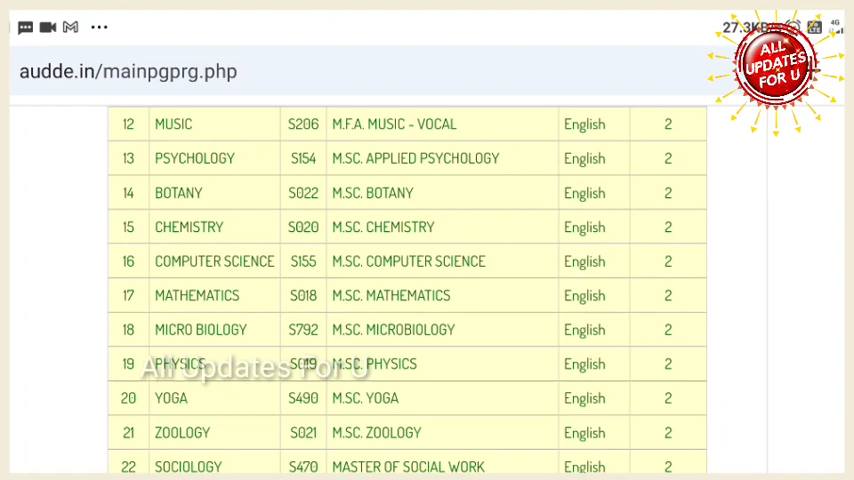 27.3KB/s
4G
LTE
ALL
UPDATES
FOR U
audde.in/mainpgprg.php
12 MUSIC S206 M.F.A. MUSIC - VOCAL English 2
13 PSYCHOLOGY S154 M.SC. APPLIED PSYCHOLOGY English 2
14 BOTANY S022 M.SC. BOTANY English 2
15 CHEMISTRY S020 M.SC. CHEMISTRY English 2
16 COMPUTER SCIENCE S155 M.SC. COMPUTER SCIENCE English 2
17 MATHEMATICS S018 M.SC. MATHEMATICS English 2
18 MICRO BIOLOGY S792 M.SC. MICROBIOLOGY English 2
19 PHYSICS S019 M.SC. PHYSICS English 2
All Updates For U
20 YOGA S490 M.SC. YOGA English 2
21 ZOOLOGY S021 M.SC. ZOOLOGY English 2
22 SOCIOLOGY S470 MASTER OF SOCIAL WORK English 2